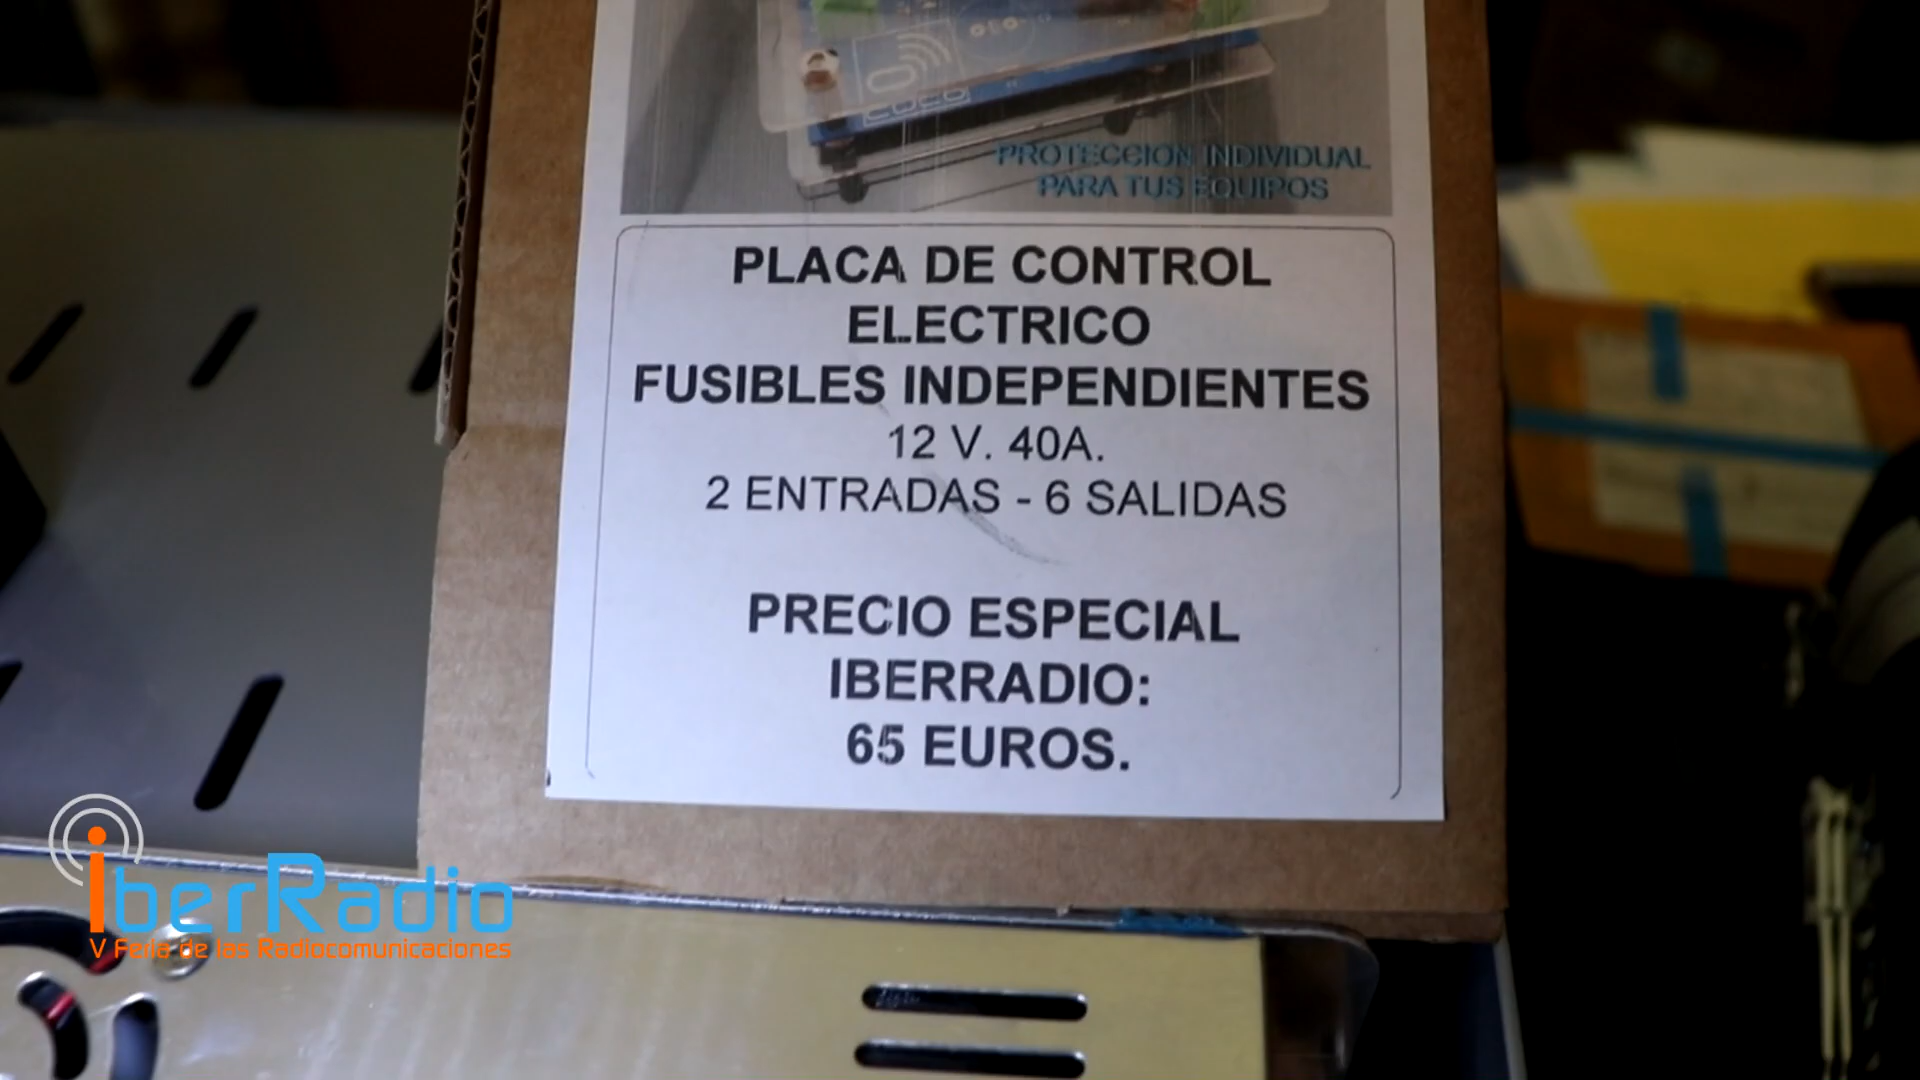 PROTECCION INDIVIDUAL
PARA TUS EQUIPOS
PLACA DE CONTROL
ELECTRICO
FUSIBLES INDEPENDIENTES
12 V. 40A.
2 ENTRADAS - 6 SALIDAS
PRECIO ESPECIAL
IBERRADIO:
65 EUROS.
iberRadio
V Feria de las Radiocomunicaciones